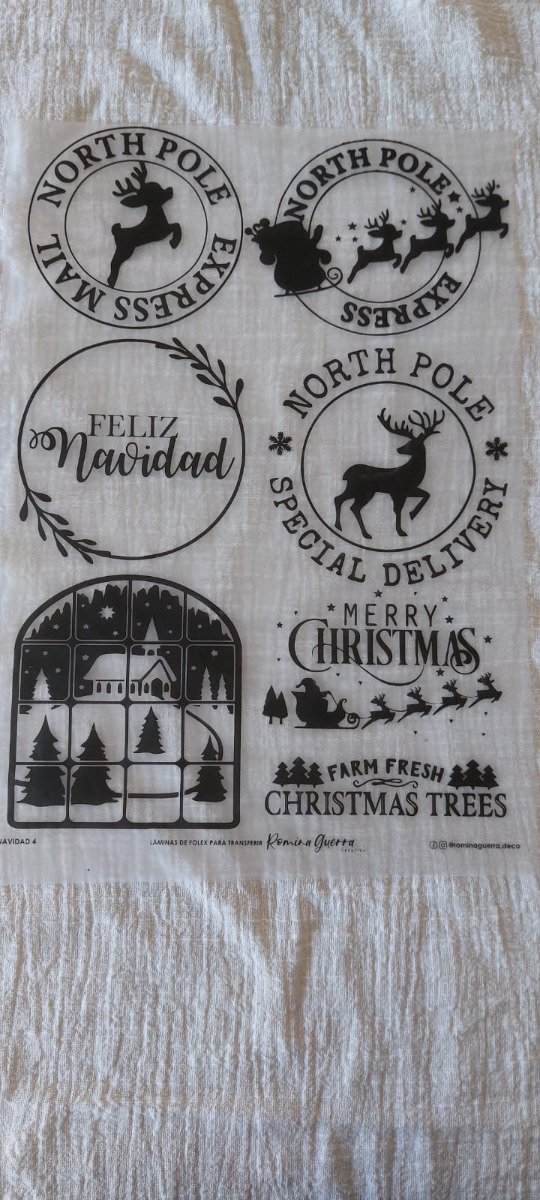 NORTH POLE
EXPRESS MAIL
NORTH POLE
EXPRESS
FELIZ
Navidad
NORTH POLE
SPECIAL DELIVERY
MERRY
CHRISTMAS
FARM FRESH
CHRISTMAS TREES
NAVIDAD 4
LÁMINAS DE FOLEX PARA TRANSFERIR
Romina Guerra
CREATIVA
@rominaguerra.deco